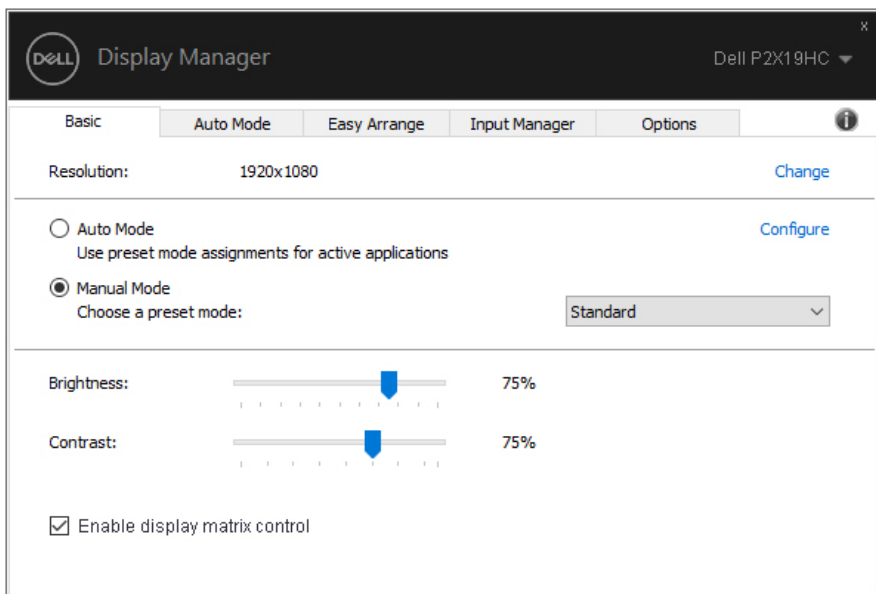 x
DELL Display Manager Dell P2X19HC
Basic Auto Mode Easy Arrange Input Manager Options
Resolution: 1920x1080 Change
Auto Mode Configure
Use preset mode assignments for active applications
Manual Mode
Choose a preset mode: Standard
Brightness: 75%
Contrast: 75%
Enable display matrix control